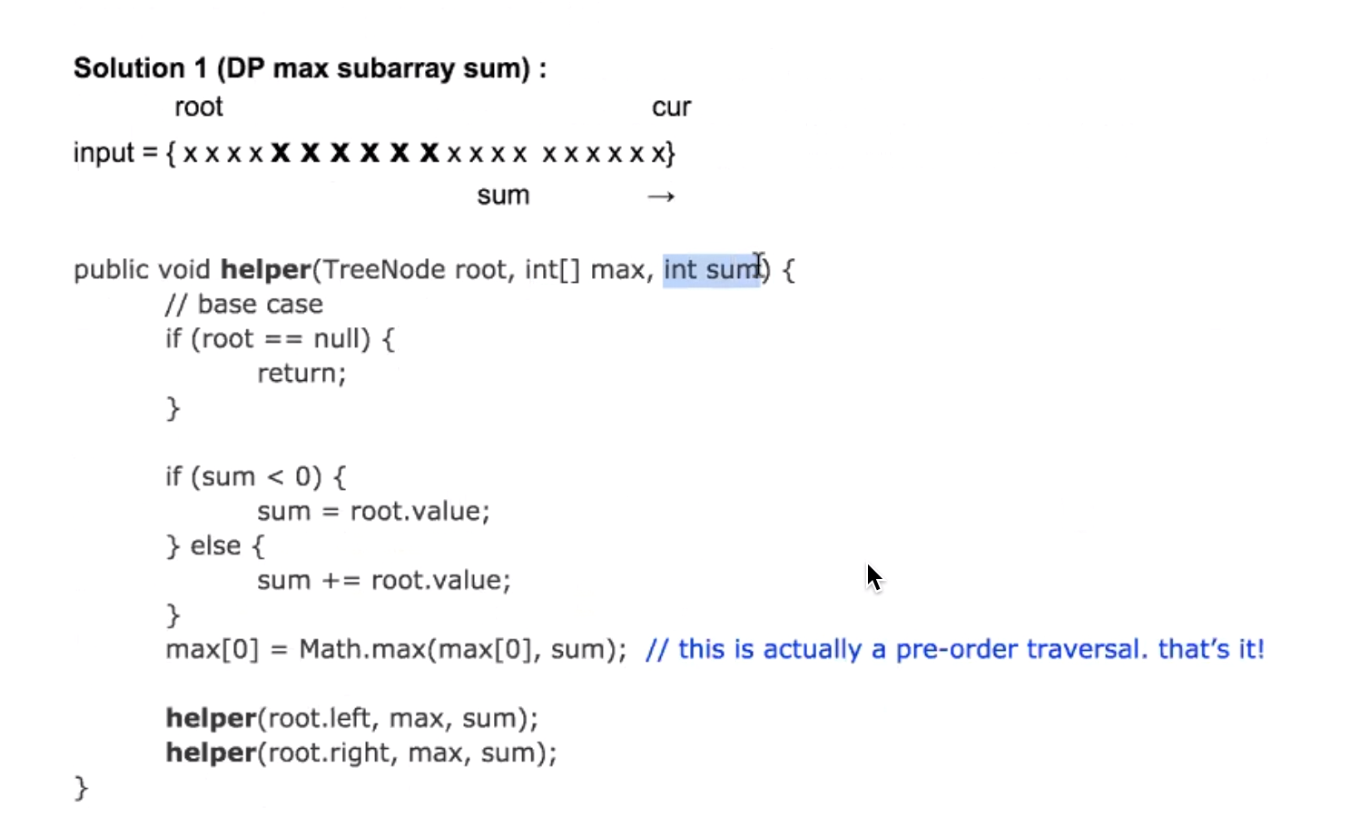 Solution 1 (DP max subarray sum) :
root cur
input = { x x x x x x x x x x x x x x x x x x x x}
sum →
public void helper(TreeNode root, int[] max, int sum) {
// base case
if (root == null) {
return;
}
if (sum < 0) {
sum = root.value;
} else {
sum += root.value;
}
max[0] = Math.max(max[0], sum); // this is actually a pre-order traversal. that’s it!
helper(root.left, max, sum);
helper(root.right, max, sum);
}